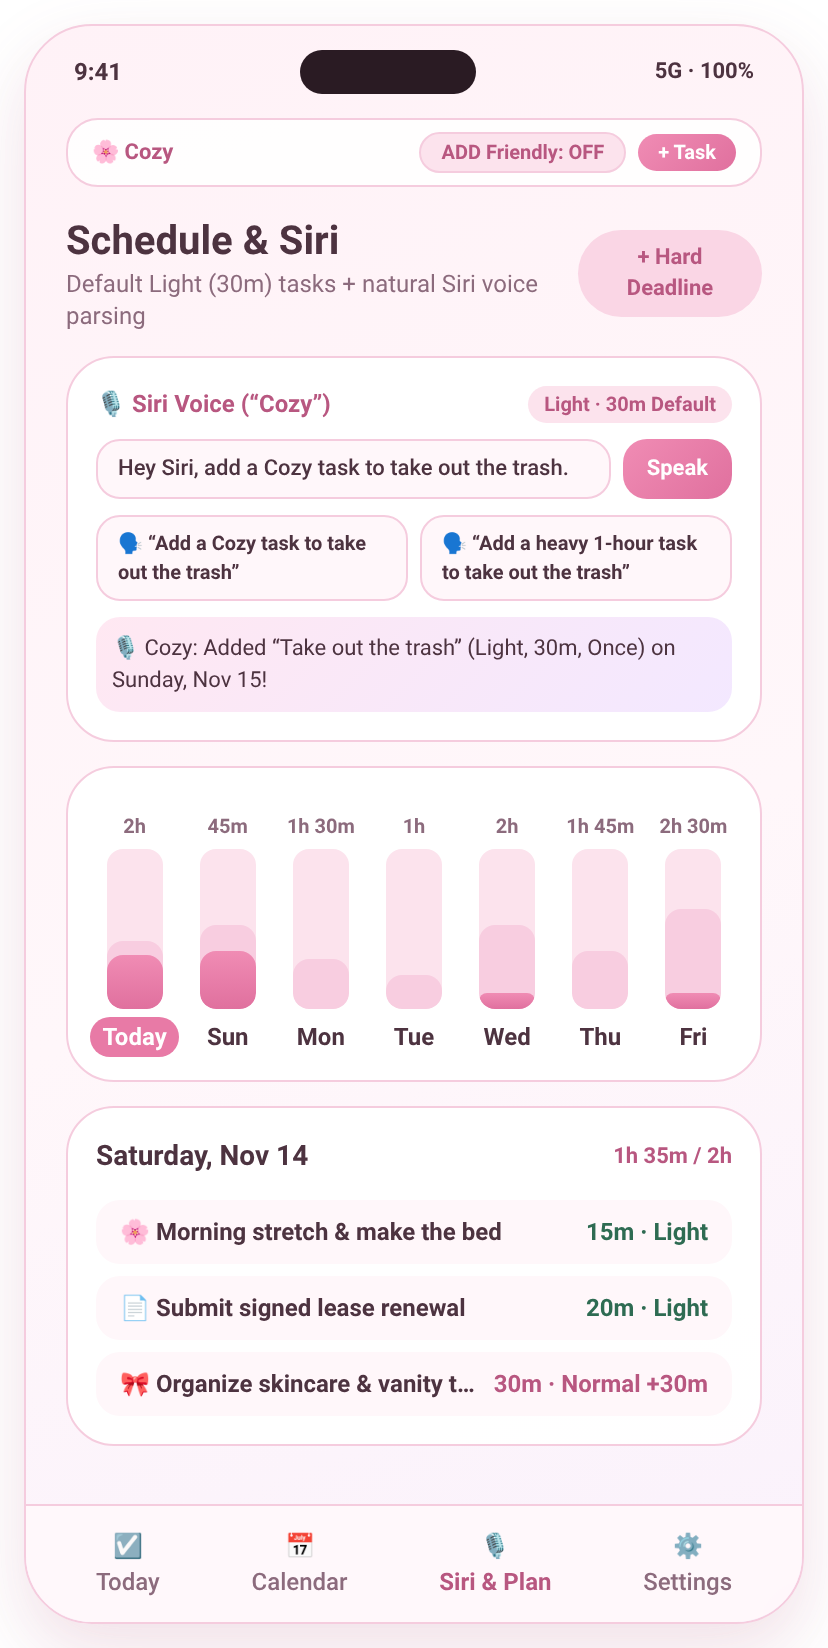 9:41
5G · 100%
🌸 Cozy
ADD Friendly: OFF
+ Task
Schedule & Siri
Default Light (30m) tasks + natural Siri voice
parsing
+ Hard
Deadline
🎙️ Siri Voice (“Cozy”)
Light · 30m Default
Hey Siri, add a Cozy task to take out the trash.
Speak
🗣️ “Add a Cozy task to take
out the trash”
🗣️ “Add a heavy 1-hour task
to take out the trash”
🎙️ Cozy: Added “Take out the trash” (Light, 30m, Once) on
Sunday, Nov 15!
2h
45m
1h 30m
1h
2h
1h 45m
2h 30m
Today
Sun
Mon
Tue
Wed
Thu
Fri
Saturday, Nov 14
1h 35m / 2h
🌸 Morning stretch & make the bed
15m · Light
📄 Submit signed lease renewal
20m · Light
🎀 Organize skincare & vanity t...
30m · Normal +30m
Today
Calendar
Siri & Plan
Settings